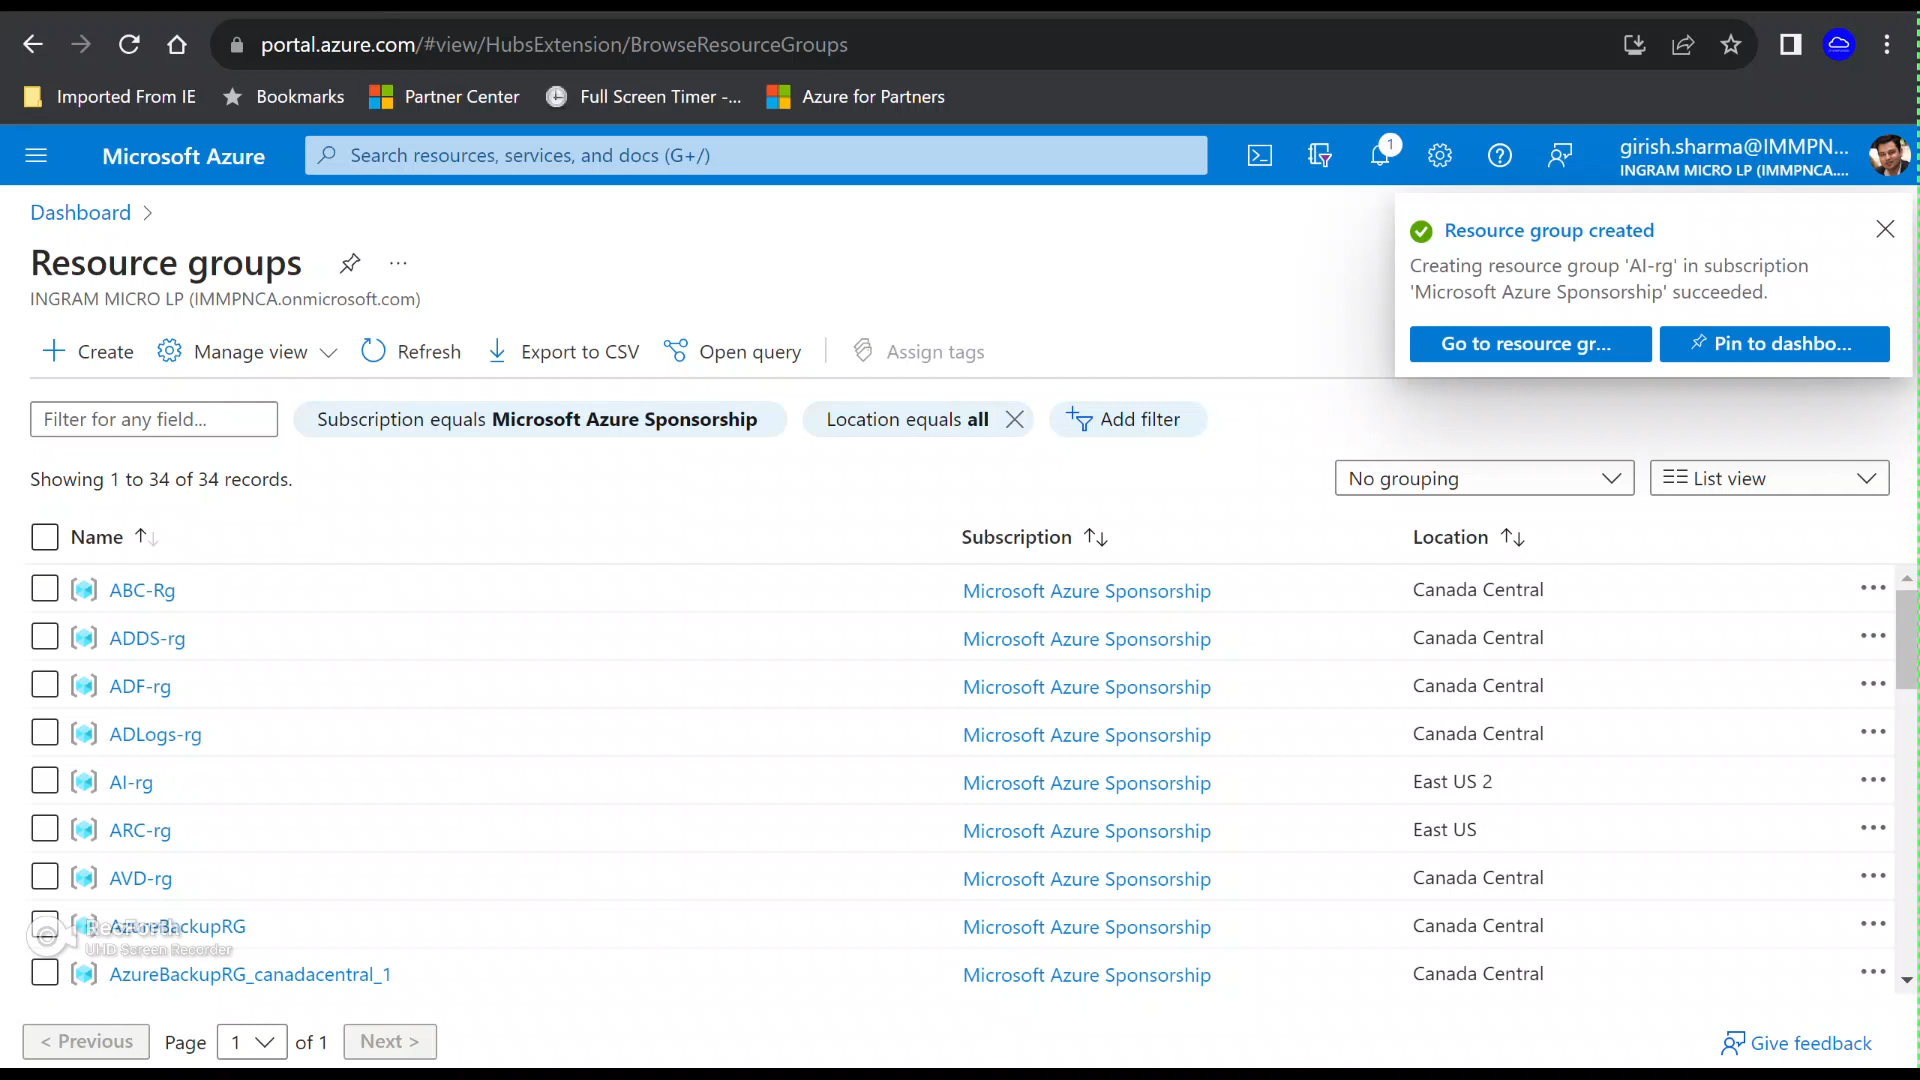 portal.azure.com/#view/HubsExtension/BrowseResourceGroups
Imported From IE
Bookmarks
Partner Center
Full Screen Timer -...
Azure for Partners
Microsoft Azure
Search resources, services, and docs (G+/)
1
girish.sharma@IMMPN...
INGRAM MICRO LP (IMMPNCA....
Dashboard
Resource groups
...
INGRAM MICRO LP (IMMPNCA.onmicrosoft.com)
Resource group created
Creating resource group 'AI-rg' in subscription
'Microsoft Azure Sponsorship' succeeded.
Go to resource gr...
Pin to dashbo...
Create
Manage view
Refresh
Export to CSV
Open query
Assign tags
Filter for any field...
Subscription equals Microsoft Azure Sponsorship
Location equals all
Add filter
Showing 1 to 34 of 34 records.
No grouping
List view
Name
Subscription
Location
ABC-Rg Microsoft Azure Sponsorship Canada Central
ADDS-rg Microsoft Azure Sponsorship Canada Central
ADF-rg Microsoft Azure Sponsorship Canada Central
ADLogs-rg Microsoft Azure Sponsorship Canada Central
AI-rg Microsoft Azure Sponsorship East US 2
ARC-rg Microsoft Azure Sponsorship East US
AVD-rg Microsoft Azure Sponsorship Canada Central
AzureBackupRG Microsoft Azure Sponsorship Canada Central
RecForth
UHD Screen Recorder
AzureBackupRG_canadacentral_1 Microsoft Azure Sponsorship Canada Central
< Previous
Page
1
of 1
Next >
Give feedback